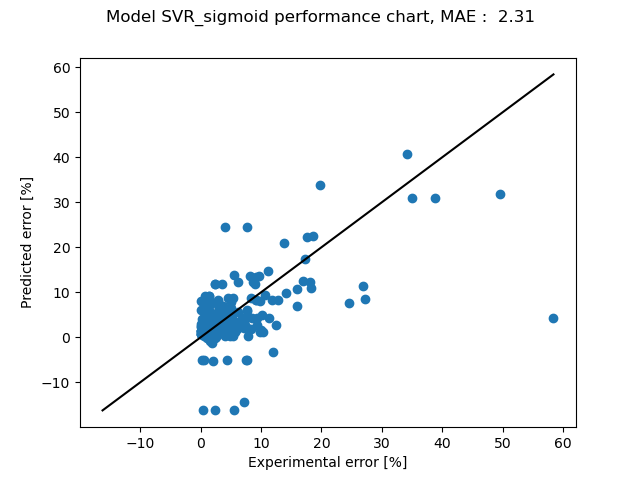 Model SVR_sigmoid performance chart, MAE :  2.31
60
50
40
30
20
10
0
−10
Predicted error [%]
−10 0 10 20 30 40 50 60
Experimental error [%]